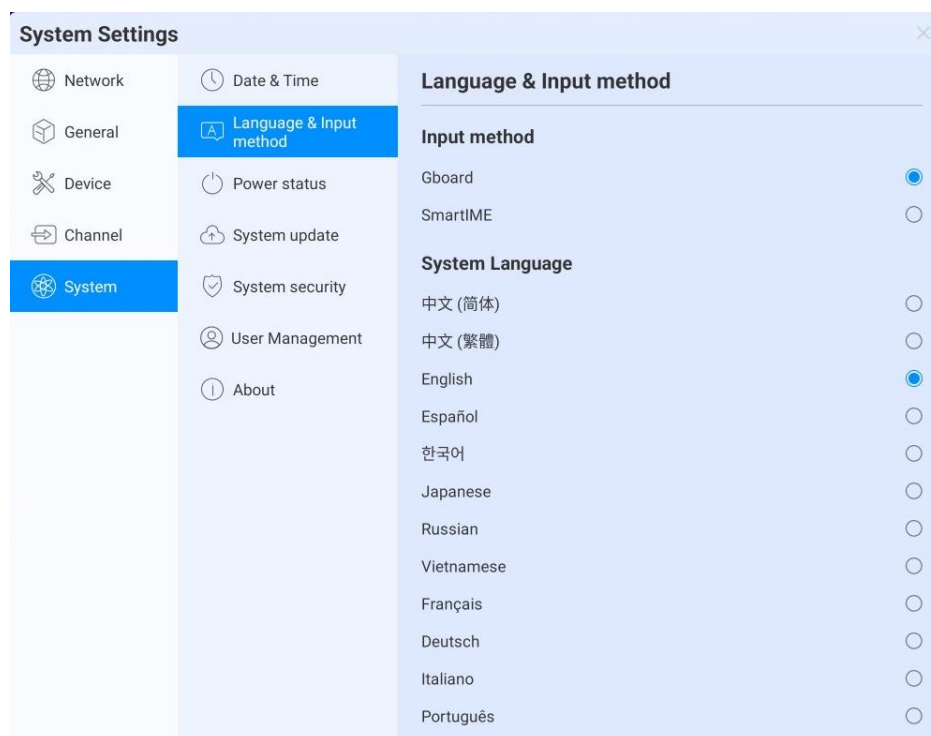 System Settings
Network
General
Device
Channel
System
Date & Time
Language & Input
method
Power status
System update
System security
User Management
About
Language & Input method
Input method
Gboard
SmartIME
System Language
中文 (简体)
中文 (繁體)
English
Español
한국어
Japanese
Russian
Vietnamese
Français
Deutsch
Italiano
Português